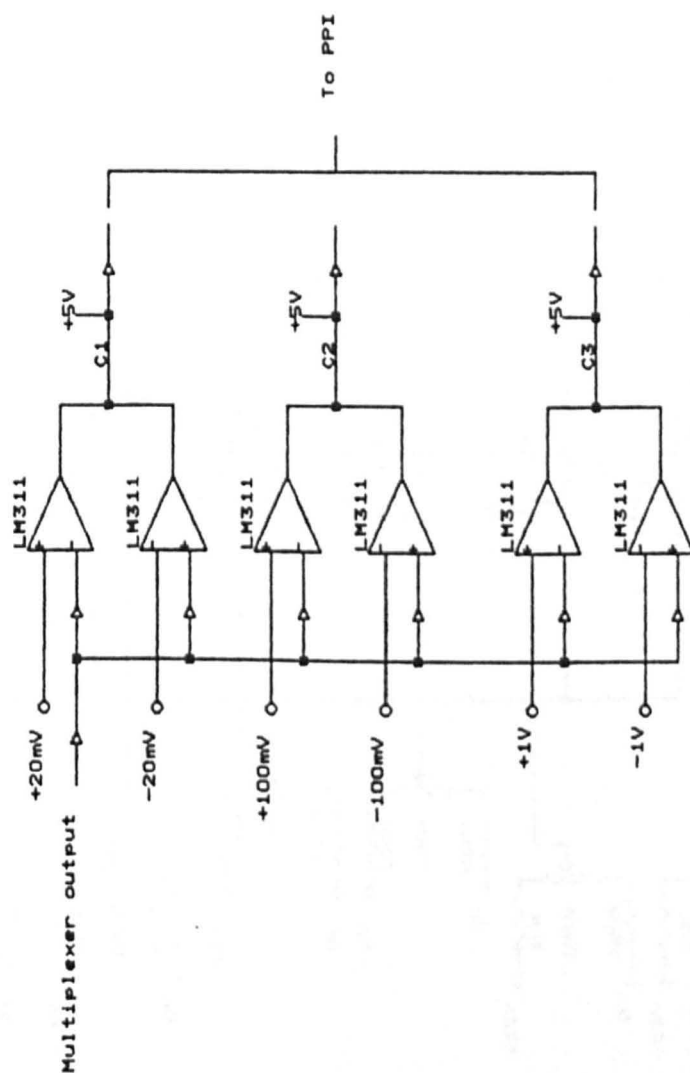 Multiplexer output
+20mV
-20mV
+100mV
-100mV
+1V
-1V
LM311
LM311
LM311
LM311
LM311
LM311
C1
+5V
C2
+5V
C3
+5V
To PPI